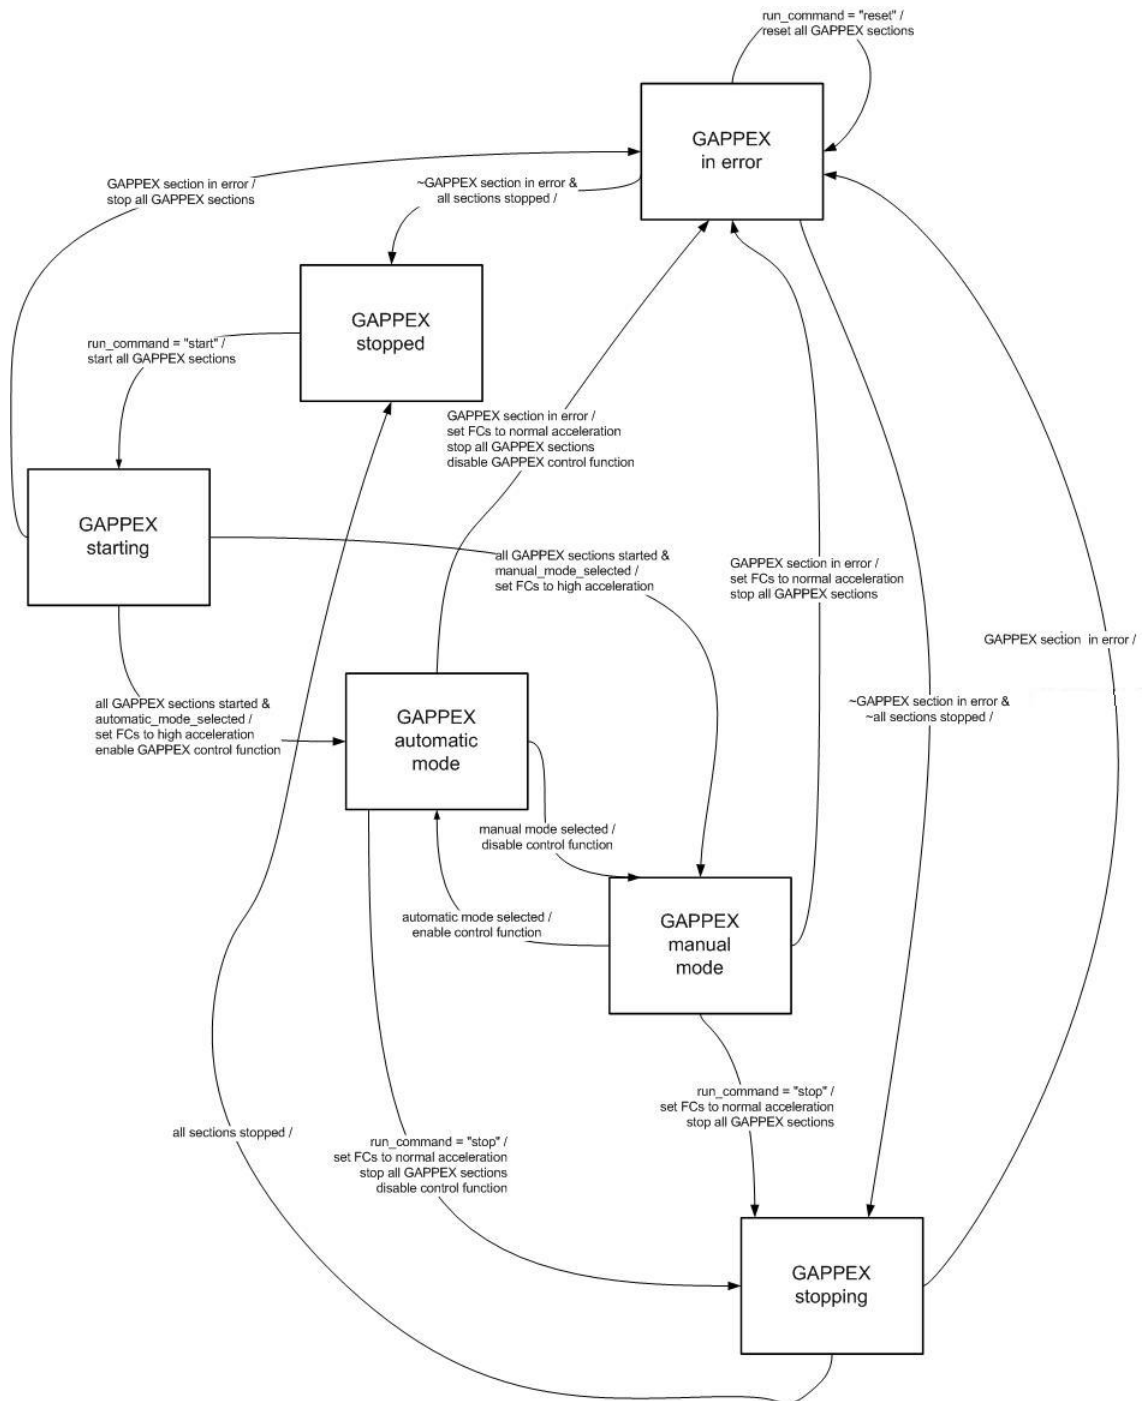 run_command = "reset" /
reset all GAPPEX sections
GAPPEX
in error
GAPPEX section in error /
stop all GAPPEX sections
~GAPPEX section in error &
all sections stopped /
GAPPEX
stopped
run_command = "start" /
start all GAPPEX sections
GAPPEX section in error /
set FCs to normal acceleration
stop all GAPPEX sections
disable GAPPEX control function
GAPPEX
starting
all GAPPEX sections started &
manual_mode_selected /
set FCs to high acceleration
GAPPEX section in error /
set FCs to normal acceleration
stop all GAPPEX sections
GAPPEX section in error /
all GAPPEX sections started &
automatic_mode_selected /
set FCs to high acceleration
enable GAPPEX control function
GAPPEX
automatic
mode
~GAPPEX section in error &
~all sections stopped /
manual mode selected /
disable control function
automatic mode selected /
enable control function
GAPPEX
manual
mode
run_command = "stop" /
set FCs to normal acceleration
stop all GAPPEX sections
all sections stopped /
run_command = "stop" /
set FCs to normal acceleration
stop all GAPPEX sections
disable control function
GAPPEX
stopping